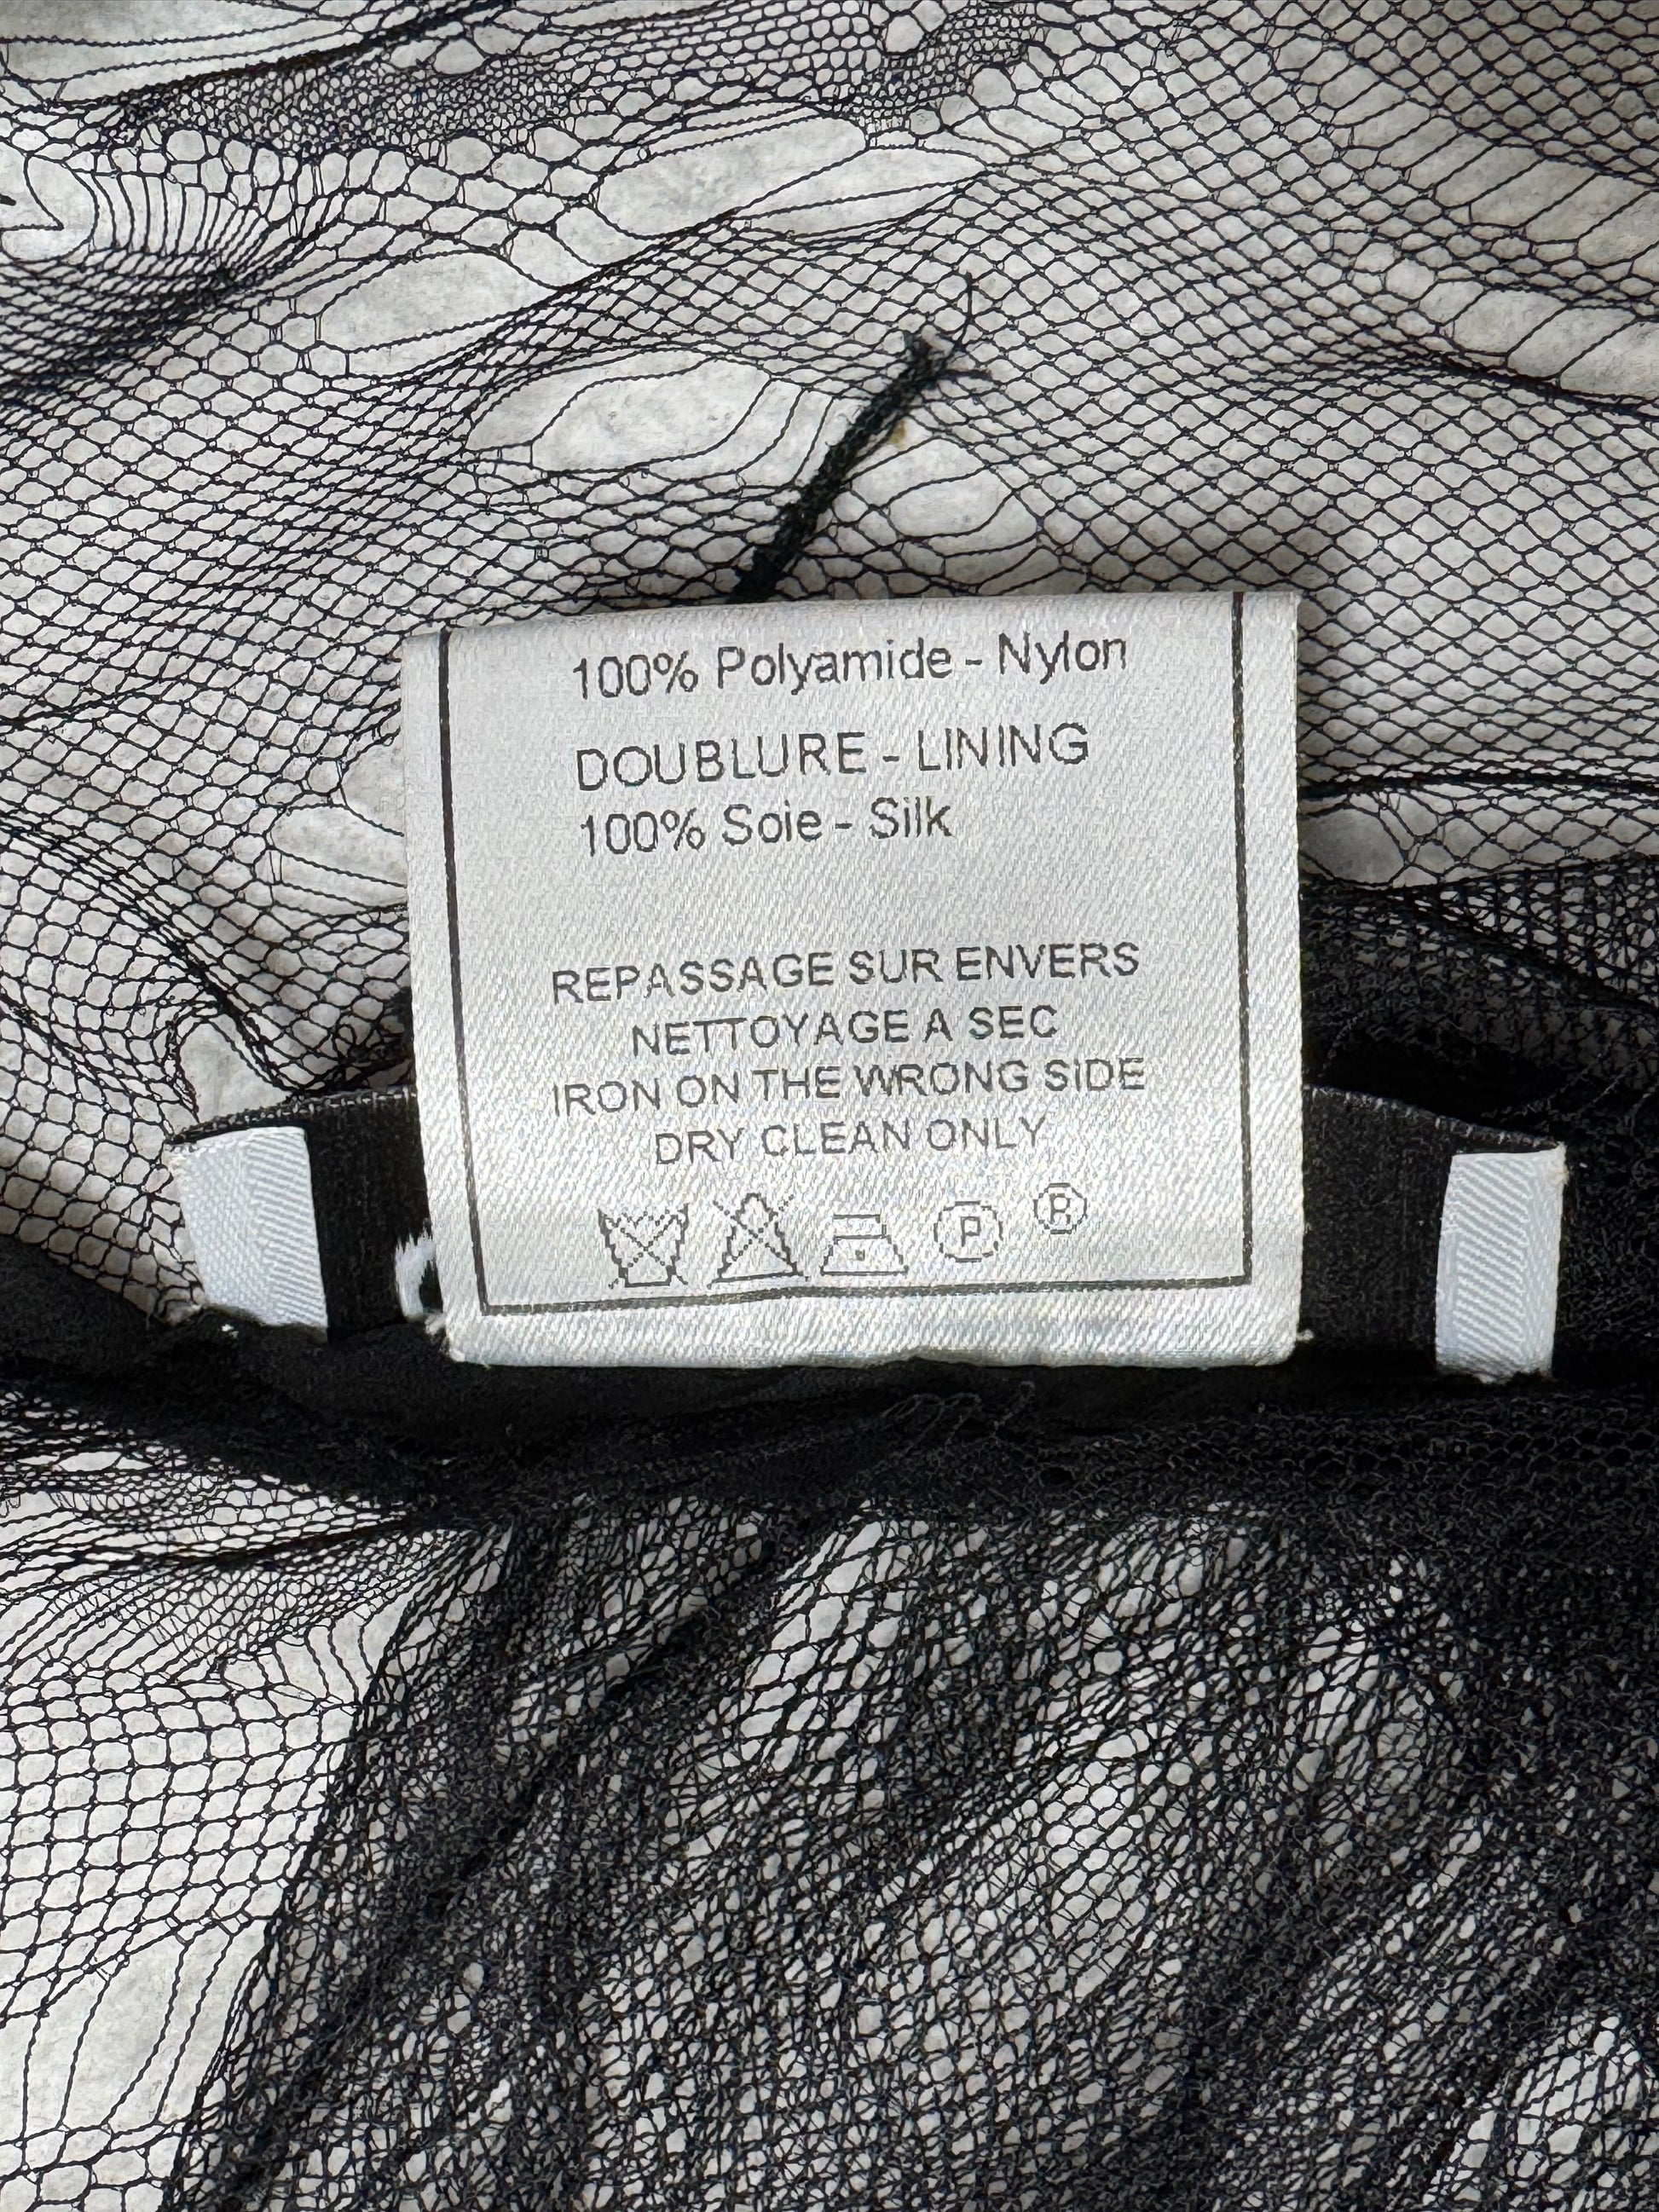 100% Polyamide - Nylon
DOUBLURE - LINING
100% Soie - Silk
REPASSAGE SUR ENVERS
NETTOYAGE A SEC
IRON ON THE WRONG SIDE
DRY CLEAN ONLY
P ®